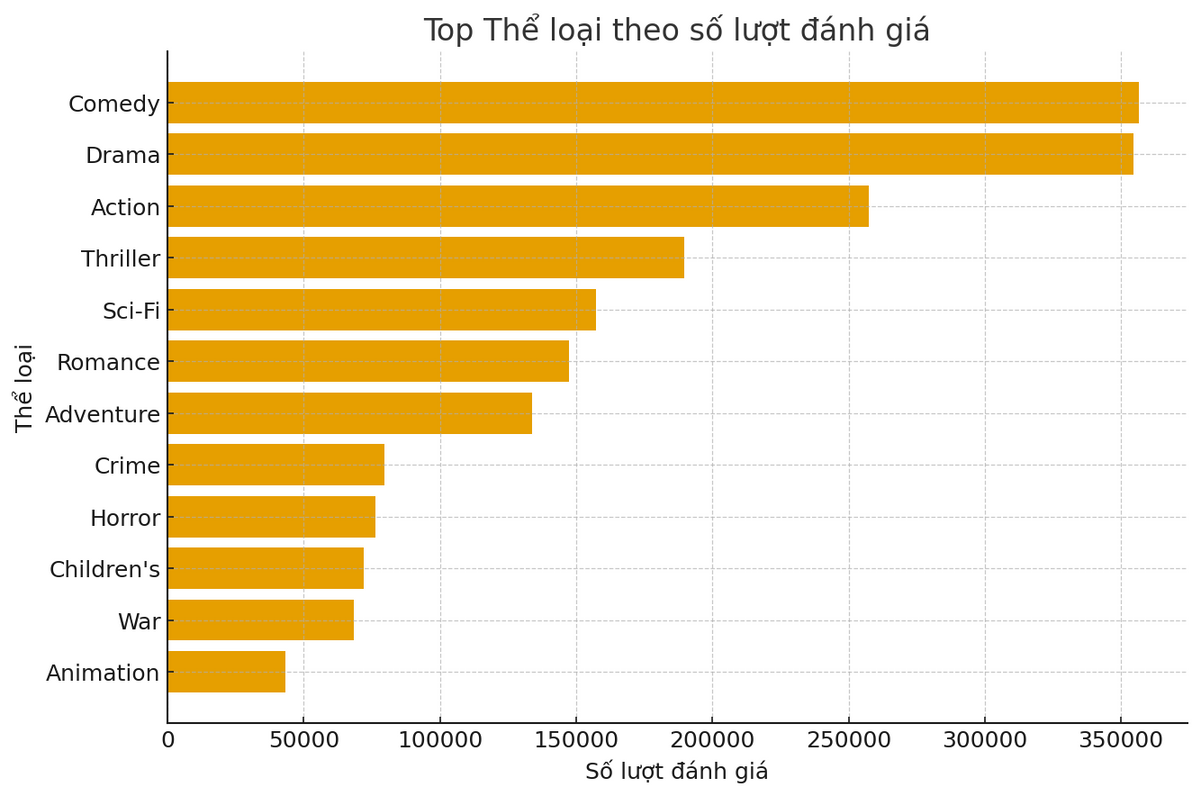 Top Thể loại theo số lượt đánh giá
Thể loại
Comedy
Drama
Action
Thriller
Sci-Fi
Romance
Adventure
Crime
Horror
Children's
War
Animation
0 50000 100000 150000 200000 250000 300000 350000
Số lượt đánh giá